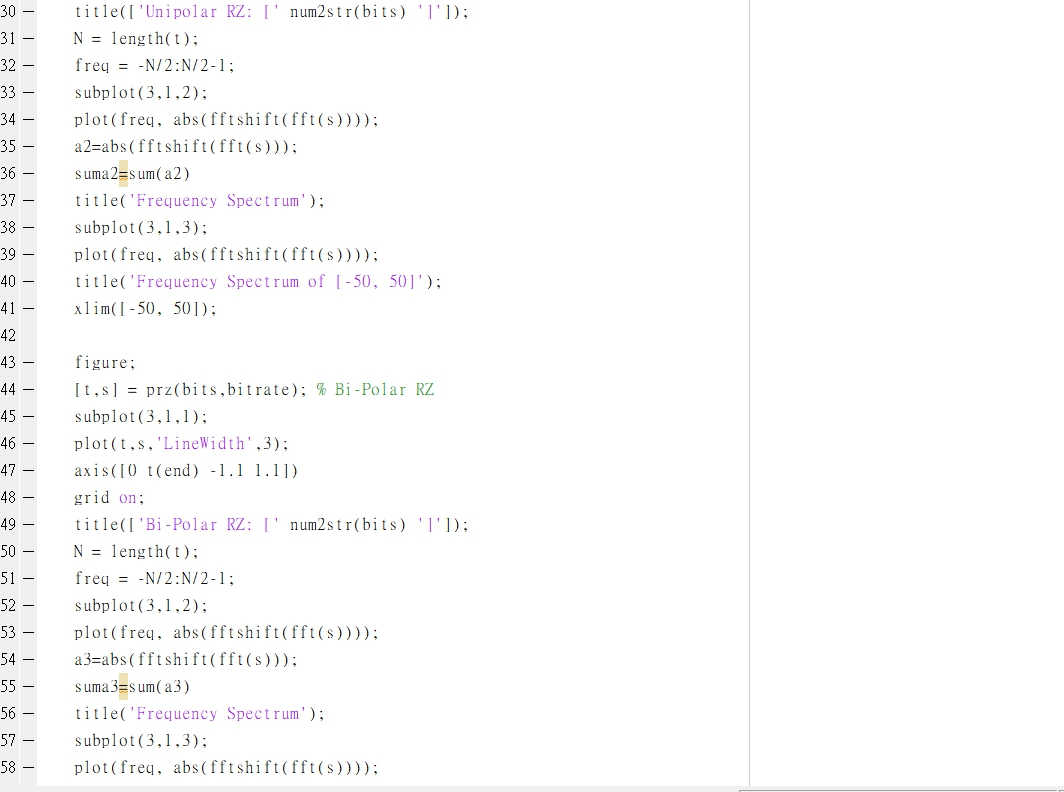 30 — title(['Unipolar RZ: [' num2str(bits) ']']);
31 — N = length(t);
32 — freq = -N/2:N/2-1;
33 — subplot(3,1,2);
34 — plot(freq, abs(fftshift(fft(s))));
35 — a2=abs(fftshift(fft(s)));
36 — suma2=sum(a2)
37 — title('Frequency Spectrum');
38 — subplot(3,1,3);
39 — plot(freq, abs(fftshift(fft(s))));
40 — title('Frequency Spectrum of [-50, 50]');
41 — xlim([-50, 50]);
42
43 — figure;
44 — [t,s] = prz(bits,bitrate); % Bi-Polar RZ
45 — subplot(3,1,1);
46 — plot(t,s,'LineWidth',3);
47 — axis([0 t(end) -1.1 1.1])
48 — grid on;
49 — title(['Bi-Polar RZ: [' num2str(bits) ']']);
50 — N = length(t);
51 — freq = -N/2:N/2-1;
52 — subplot(3,1,2);
53 — plot(freq, abs(fftshift(fft(s))));
54 — a3=abs(fftshift(fft(s)));
55 — suma3=sum(a3)
56 — title('Frequency Spectrum');
57 — subplot(3,1,3);
58 — plot(freq, abs(fftshift(fft(s))));